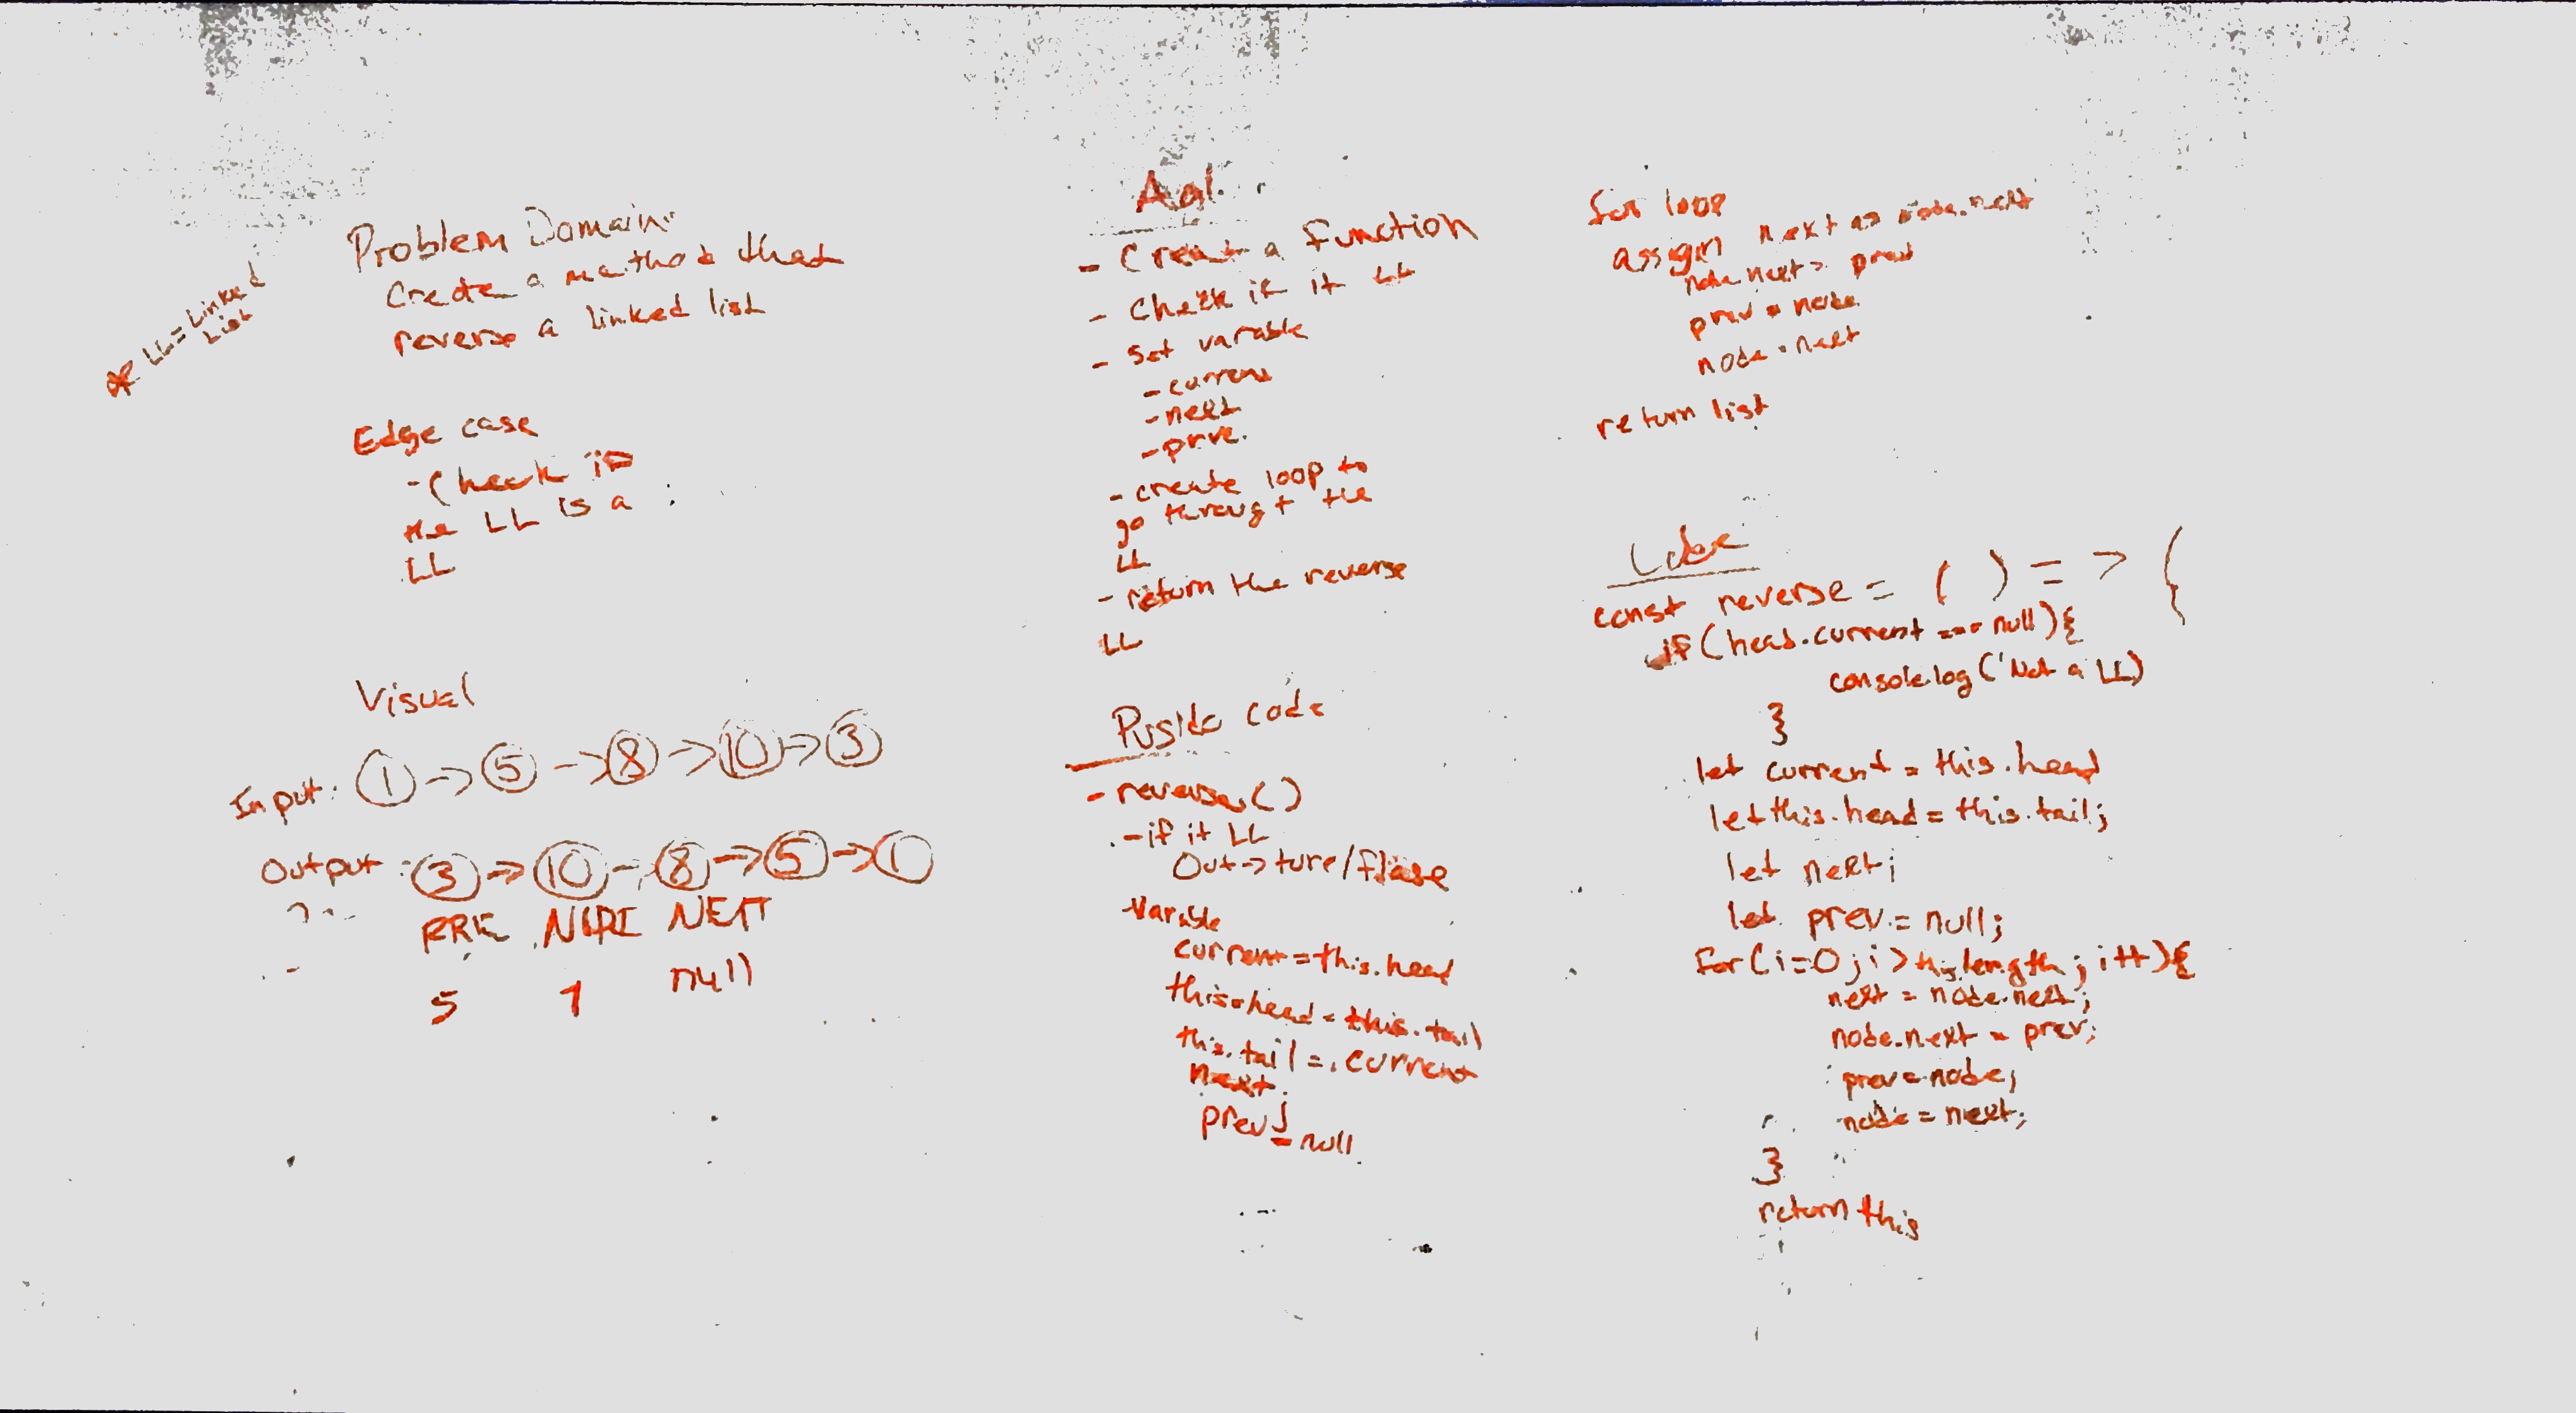 * LL = Linked
List
Problem Domain:
Create a method that
reverse a linked list
Edge case
- Check if
the LL is a
LL
Visual
Input: 1 -> 5 -> 8 -> 10 -> 3
Output: 3 -> 10 -> 8 -> 5 -> 1
PRE NEXT
5 1 null
Agl.
- Creat a function
- Check if it LL
- Set variable
- current
- next
- prve.
- create loop to
go througt the
LL
- return the reverse
LL
Pusido code
- reverse()
- if it LL
Out -> ture/flase
-Variable
current = this.head
this.head = this.tail
this.tail = current
next
prev = null
for loop
assign next as node.next
node.next = prev
prev = node
node = next
return list
Code
const reverse = ( ) => {
if (head.current === null){
console.log('Not a LL)
}
let current = this.head
let this.head = this.tail;
let next;
let prev = null;
for(i=0; i > this.length; i++){
next = node.next;
node.next = prev;
prev = node;
node = next;
}
return this